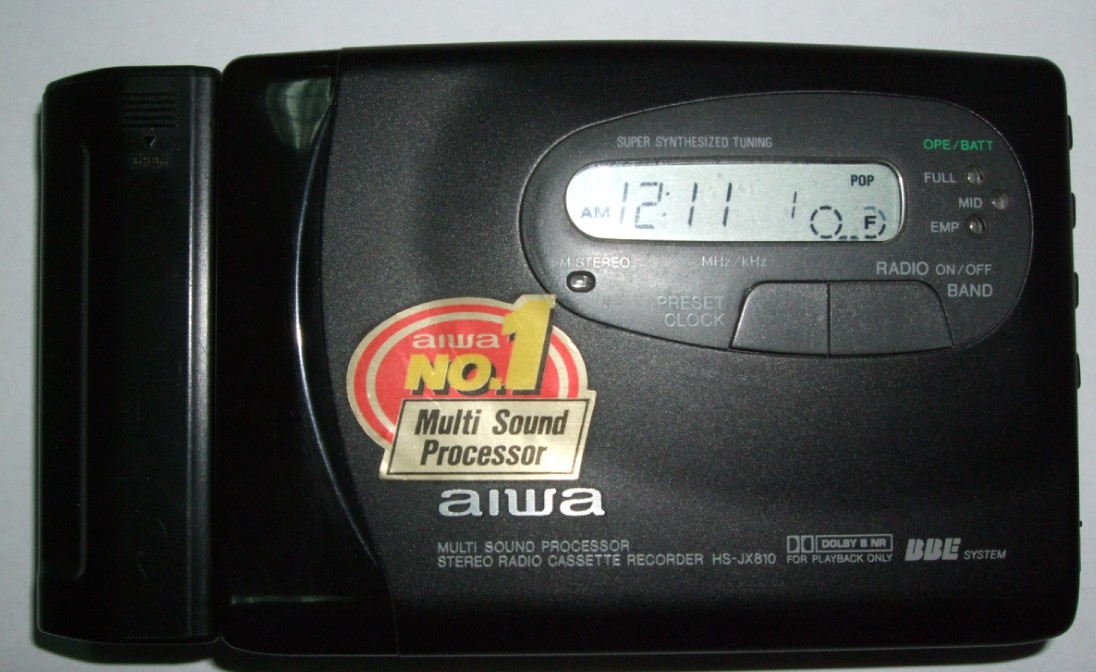 OPEN
SUPER SYNTHESIZED TUNING
OPE/BATT
FULL
MID
EMP
POP
AM 12:11 1
F
M STEREO
MHz/kHz
RADIO ON/OFF
BAND
PRESET
CLOCK
aiwa
NO.1
Multi Sound
Processor
aiwa
MULTI SOUND PROCESSOR
STEREO RADIO CASSETTE RECORDER HS-JX810
DOLBY B NR
FOR PLAYBACK ONLY
BBE SYSTEM